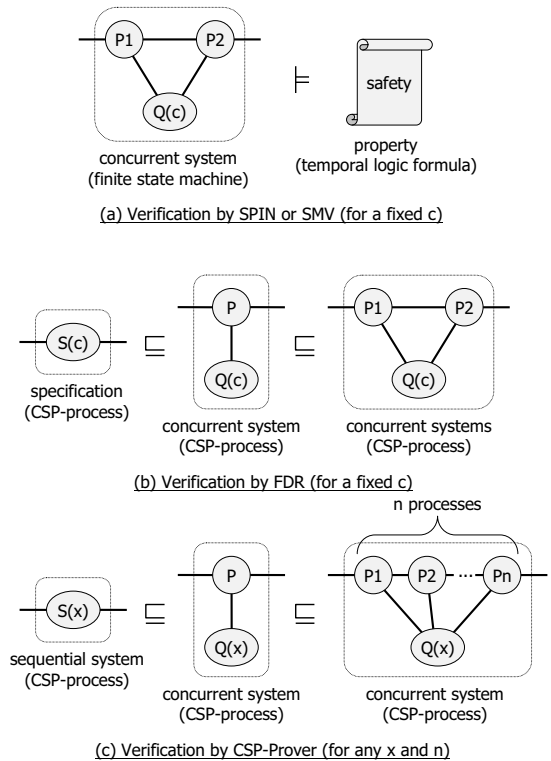 P1 P2
Q(c)
⊨
safety
concurrent system
(finite state machine)
property
(temporal logic formula)
(a) Verification by SPIN or SMV (for a fixed c)
S(c)
⊑
P
Q(c)
⊑
P1 P2
Q(c)
specification
(CSP-process)
concurrent system
(CSP-process)
concurrent systems
(CSP-process)
(b) Verification by FDR (for a fixed c)
n processes
S(x)
⊑
P
Q(x)
⊑
P1 P2 ... Pn
Q(x)
sequential system
(CSP-process)
concurrent system
(CSP-process)
concurrent system
(CSP-process)
(c) Verification by CSP-Prover (for any x and n)